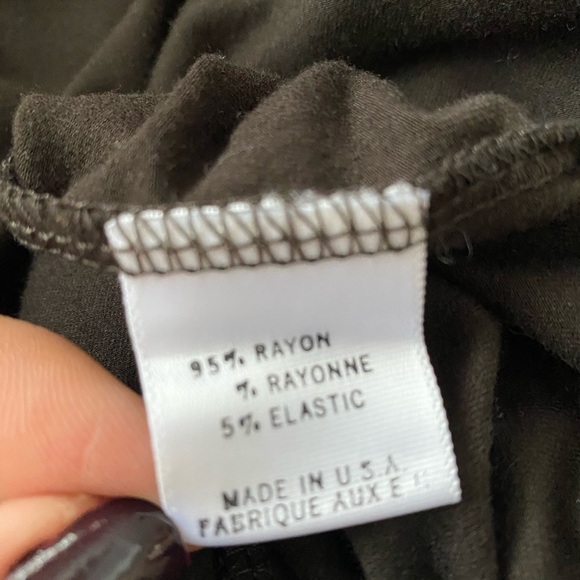 95% RAYON
% RAYONNE
5% ELASTIC
MADE IN U.S.A
FABRIQUE AUX E